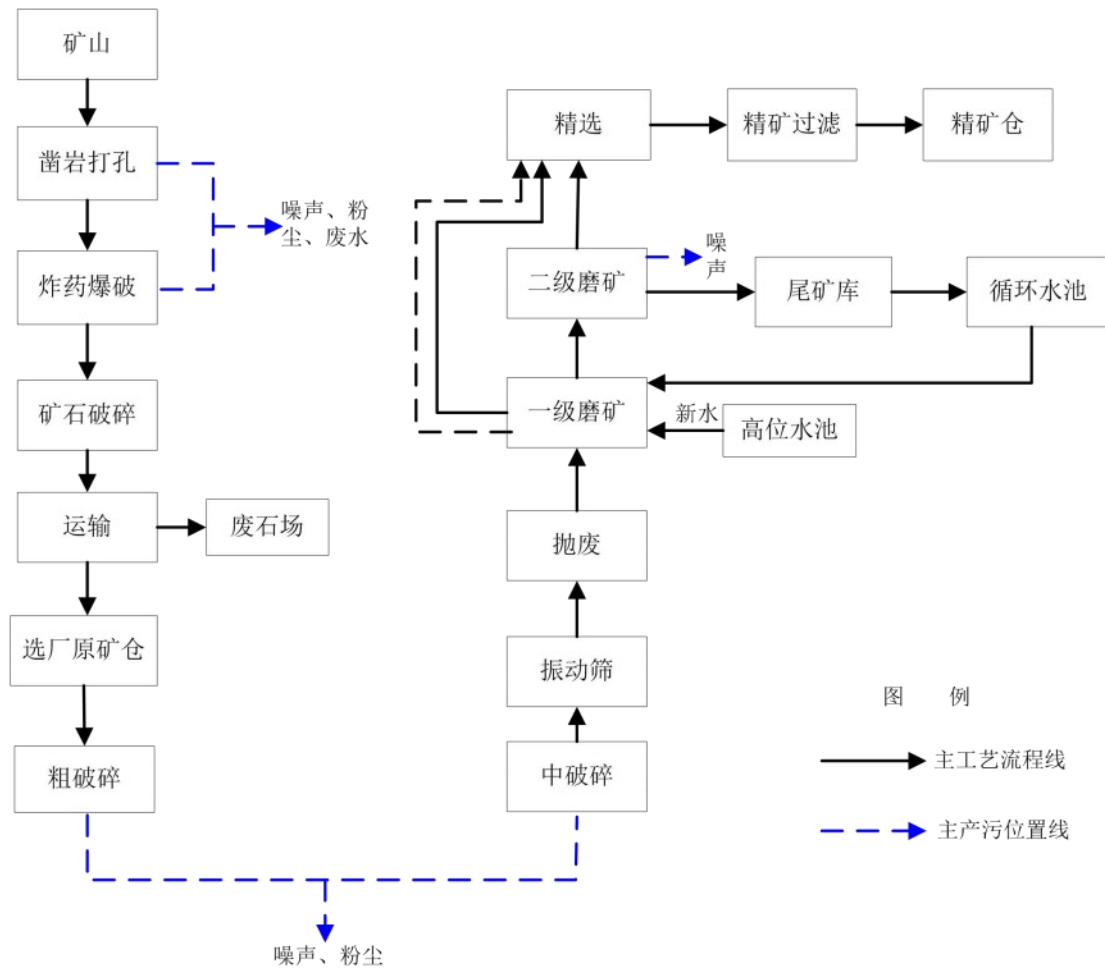 矿山
凿岩打孔
噪声、粉
尘、废水
炸药爆破
矿石破碎
运输
废石场
选厂原矿仓
粗破碎
噪声、粉尘
中破碎
振动筛
抛废
一级磨矿
新水
高位水池
二级磨矿
噪
声
尾矿库
循环水池
精选
精矿过滤
精矿仓
图 例
主工艺流程线
主产污位置线